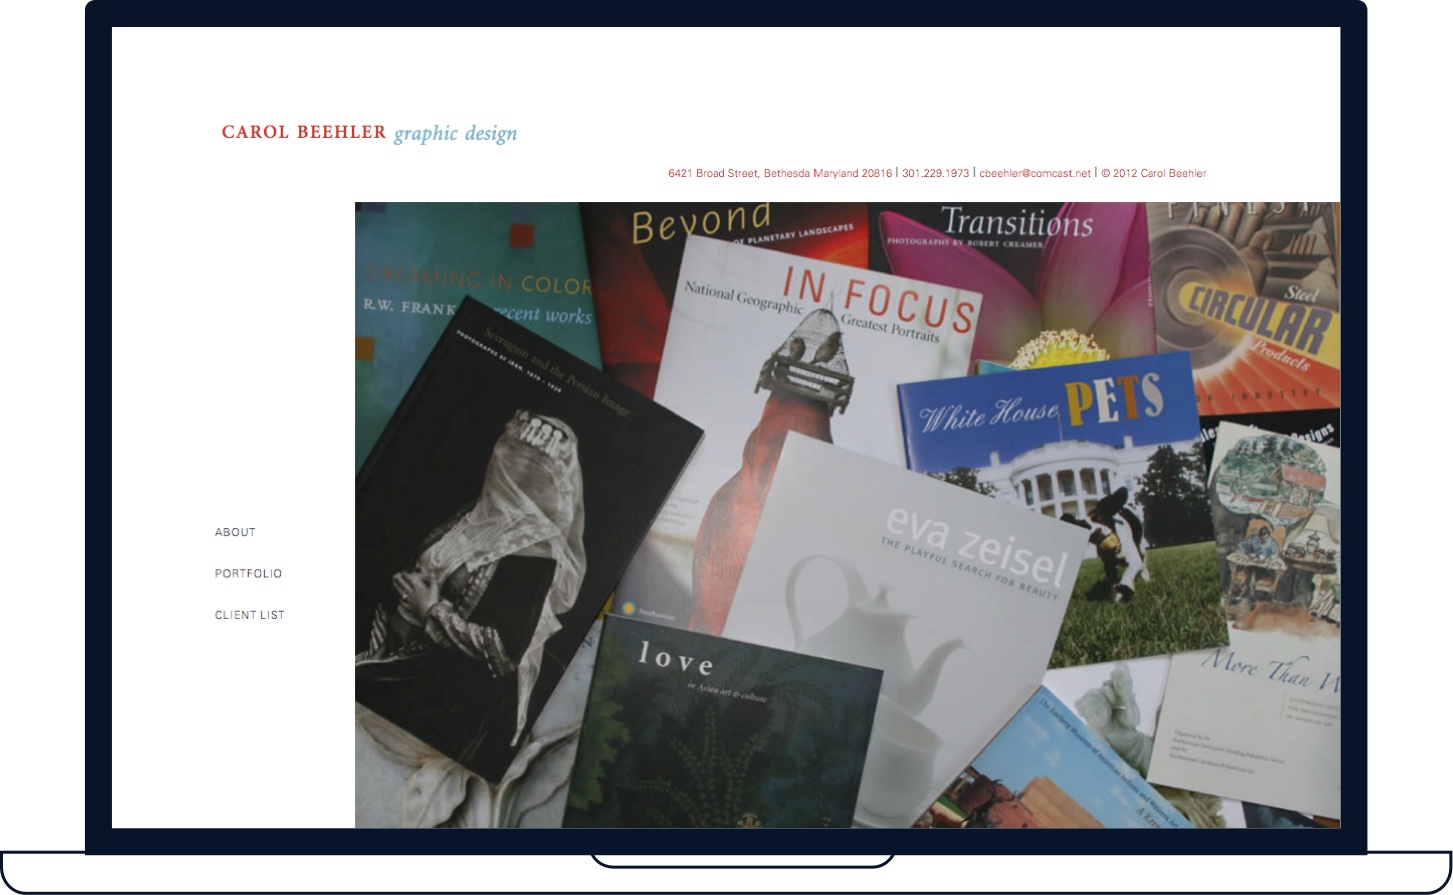 CAROL BEEHLER graphic design
6421 Broad Street, Bethesda Maryland 20816 | 301.229.1973 | cbeehler@comcast.net | © 2012 Carol Beehler
ABOUT
PORTFOLIO
CLIENT LIST
DREAMING IN COLOR
R.W. FRANK recent works
Beyond
OF PLANETARY LANDSCAPES
Transitions
PHOTOGRAPHS BY ROBERT CREAMER
Steel
CIRCULAR
Products
INDUSTRY
IN FOCUS
National Geographic
Greatest Portraits
Smithsonian
Sevruguin and the Persian Image
PHOTOGRAPHS OF IRAN, 1870 - 1930
White House PETS
Designs
eva zeisel
THE PLAYFUL SEARCH FOR BEAUTY
love
in Asian art & culture
More Than W